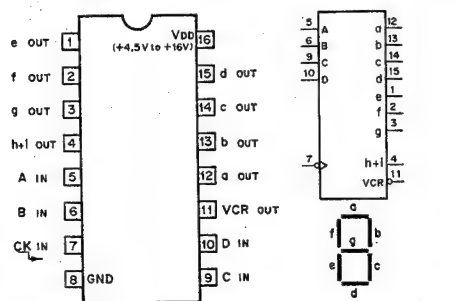 e OUT 1 16 VDD
(+4,5V to +16V)
f OUT 2 15 d OUT
g OUT 3 14 c OUT
h+i OUT 4 13 b OUT
A IN 5 12 a OUT
B IN 6 11 VCR OUT
CK IN 7 10 D IN
8 GND 9 C IN
5 A a 12
6 B b 13
9 C c 14
10 D d 15
e 1
f 2
g 3
7 h+i 4
VCR 11
a
f b
g
e c
d